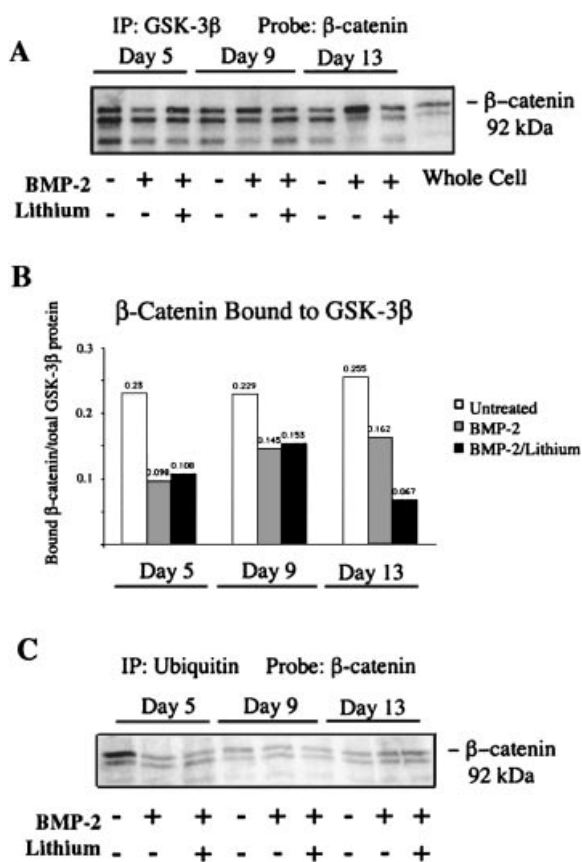 IP: GSK-3β Probe: β-catenin
A
Day 5 Day 9 Day 13
– β-catenin
92 kDa
BMP-2 - + + - + + - + + Whole Cell
Lithium - - + - - + - - +
B
β-Catenin Bound to GSK-3β
Bound β-catenin/total GSK-3β protein
0.3
0.2
0.1
0.23 0.098 0.108 0.229 0.145 0.153 0.255 0.162 0.067
Untreated
BMP-2
BMP-2/Lithium
Day 5 Day 9 Day 13
C
IP: Ubiquitin Probe: β-catenin
Day 5 Day 9 Day 13
– β-catenin
92 kDa
BMP-2 - + + - + + - + +
Lithium - - + - - + - - +